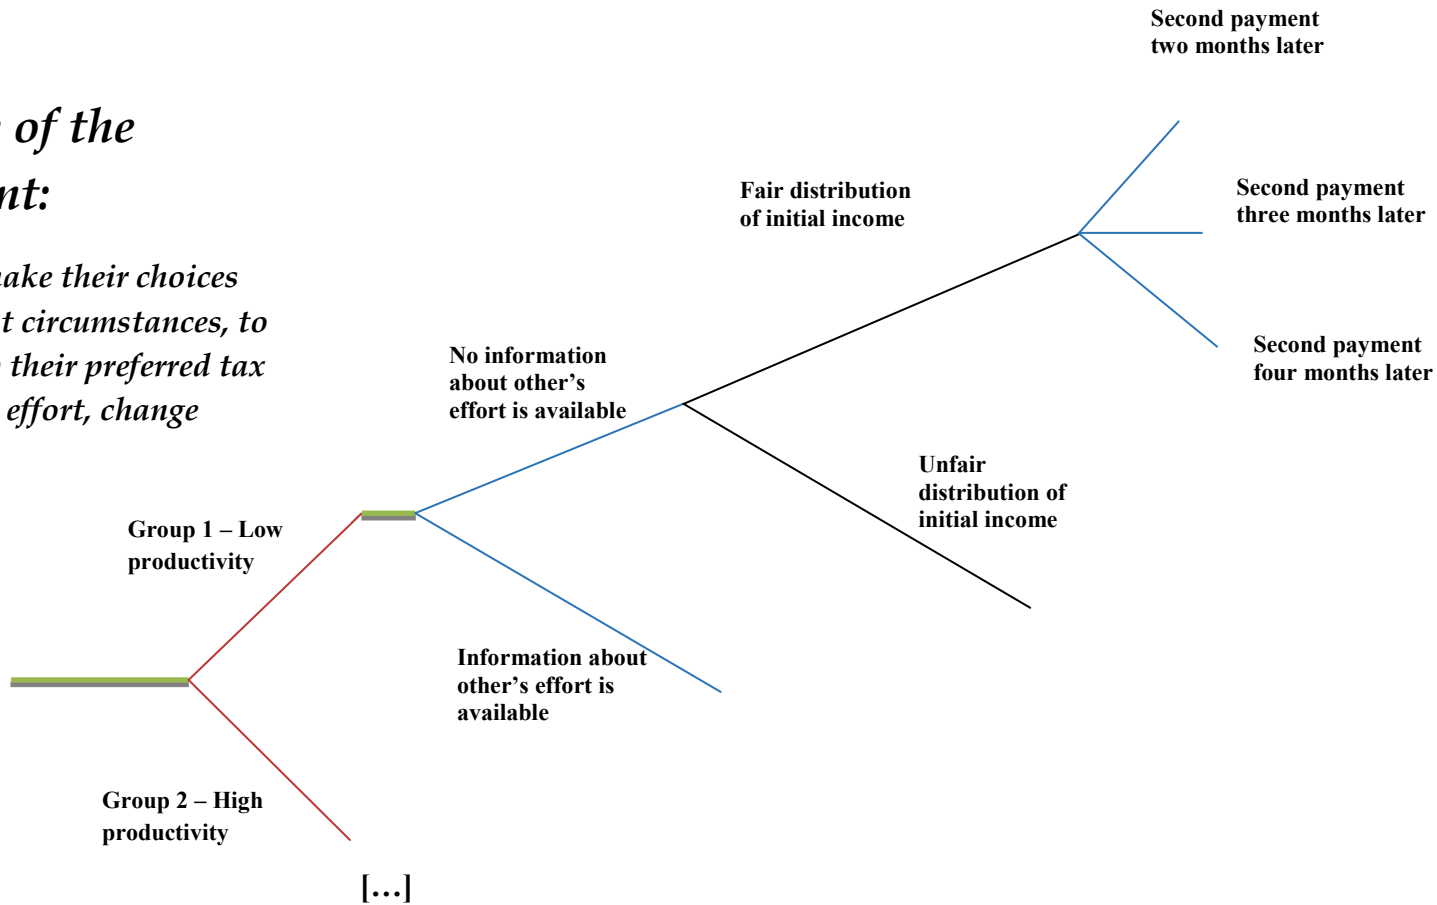 Second payment
two months later
of the
nt:
Fair distribution
of initial income
Second payment
three months later
ake their choices
t circumstances, to
their preferred tax
effort, change
No information
about other’s
effort is available
Second payment
four months later
Unfair
distribution of
initial income
Group 1 – Low
productivity
Information about
other’s effort is
available
Group 2 – High
productivity
[…]